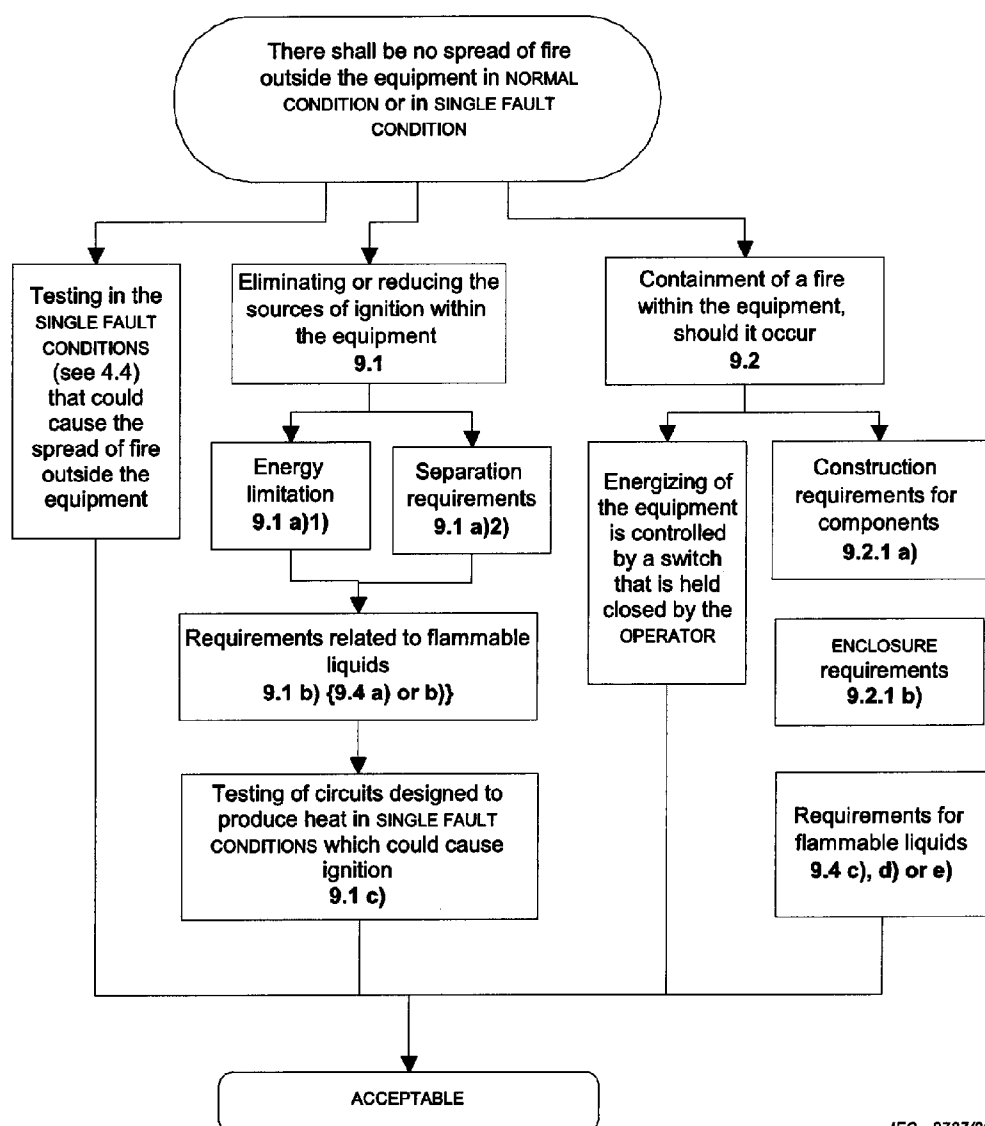 There shall be no spread of fire
outside the equipment in NORMAL
CONDITION or in SINGLE FAULT
CONDITION
Testing in the
SINGLE FAULT
CONDITIONS
(see 4.4)
that could
cause the
spread of fire
outside the
equipment
Eliminating or reducing the
sources of ignition within
the equipment
9.1
Containment of a fire
within the equipment,
should it occur
9.2
Energy
limitation
9.1 a)1)
Separation
requirements
9.1 a)2)
Energizing of
the equipment
is controlled
by a switch
that is held
closed by the
OPERATOR
Construction
requirements for
components
9.2.1 a)
Requirements related to flammable
liquids
9.1 b) {9.4 a) or b)}
ENCLOSURE
requirements
9.2.1 b)
Testing of circuits designed to
produce heat in SINGLE FAULT
CONDITIONS which could cause
ignition
9.1 c)
Requirements for
flammable liquids
9.4 c), d) or e)
ACCEPTABLE